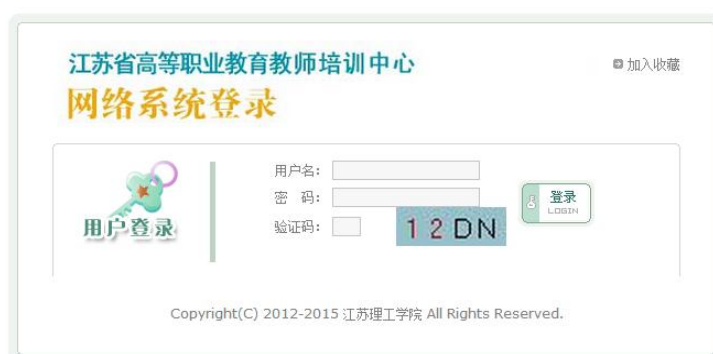 江苏省高等职业教育教师培训中心
加入收藏
网络系统登录
用户登录
用户名：
密 码：
验证码：
12DN
登录
LOGIN
Copyright(C) 2012-2015 江苏理工学院 All Rights Reserved.